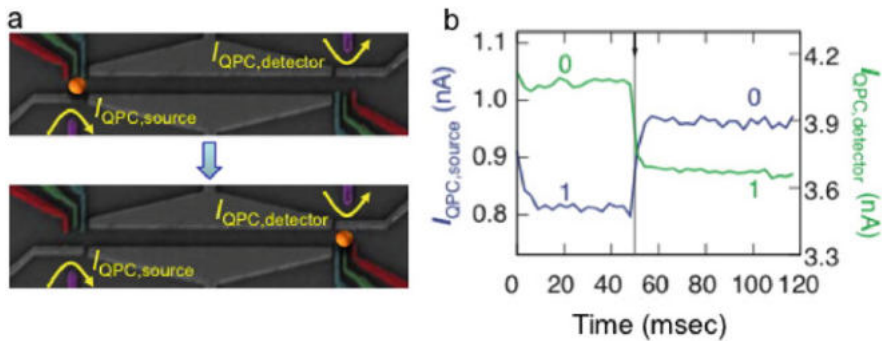 a
I QPC,detector
I QPC,source
I QPC,detector
I QPC,source
b
1.1
1.0
0.9
0.8
I QPC,source (nA)
0
1
0
1
4.2
3.9
3.6
3.3
I QPC,detector (nA)
0 20 40 60 80 100 120
Time (msec)